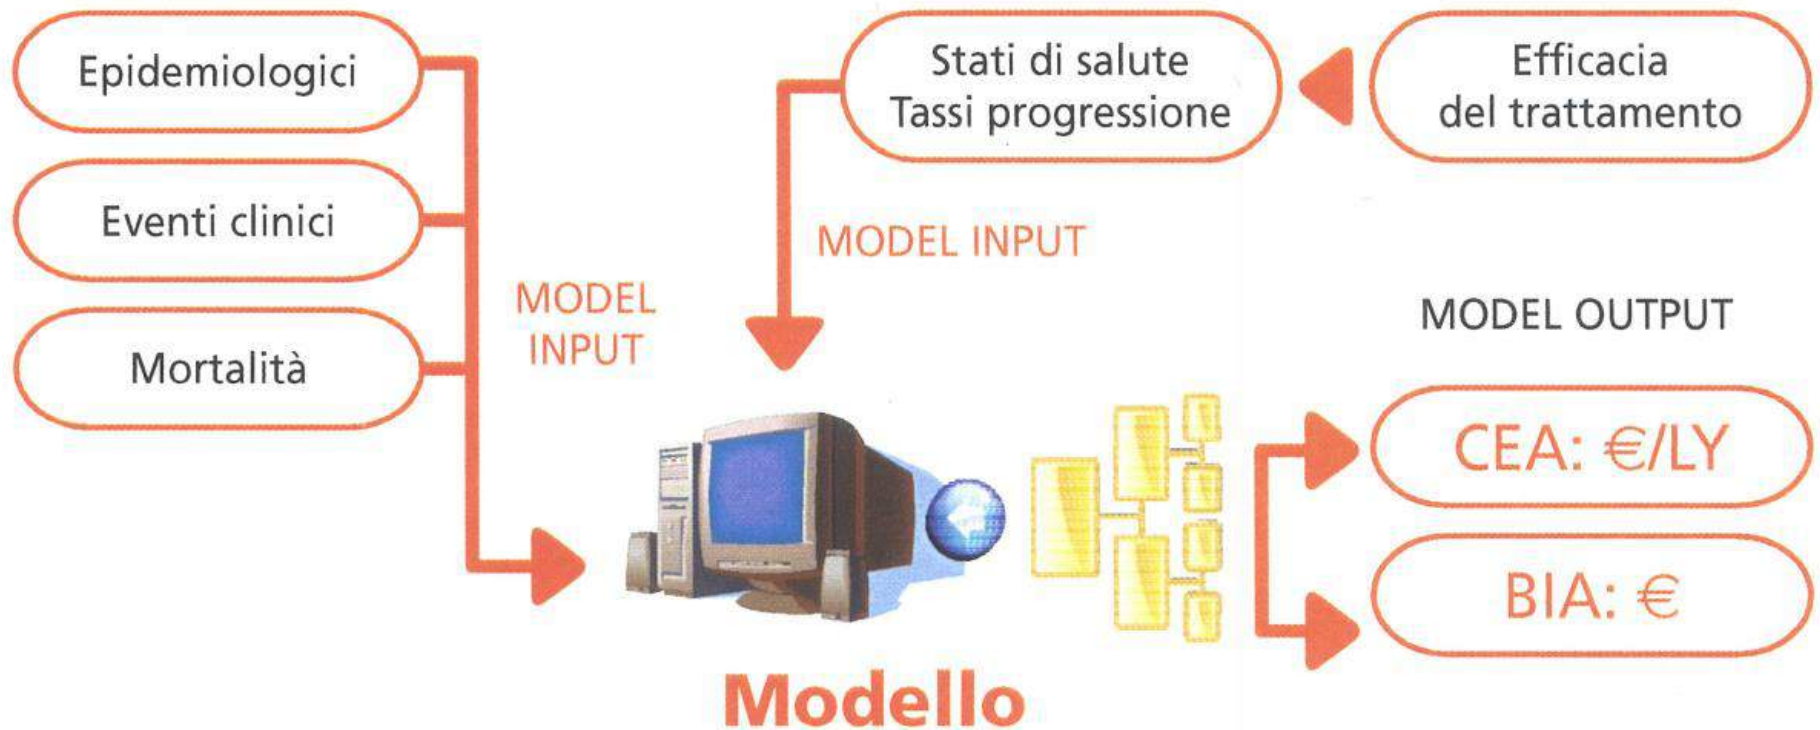 Epidemiologici
Eventi clinici
Mortalità
MODEL
INPUT
Stati di salute
Tassi progressione
Efficacia
del trattamento
MODEL INPUT
MODEL OUTPUT
CEA: €/LY
BIA: €
Modello